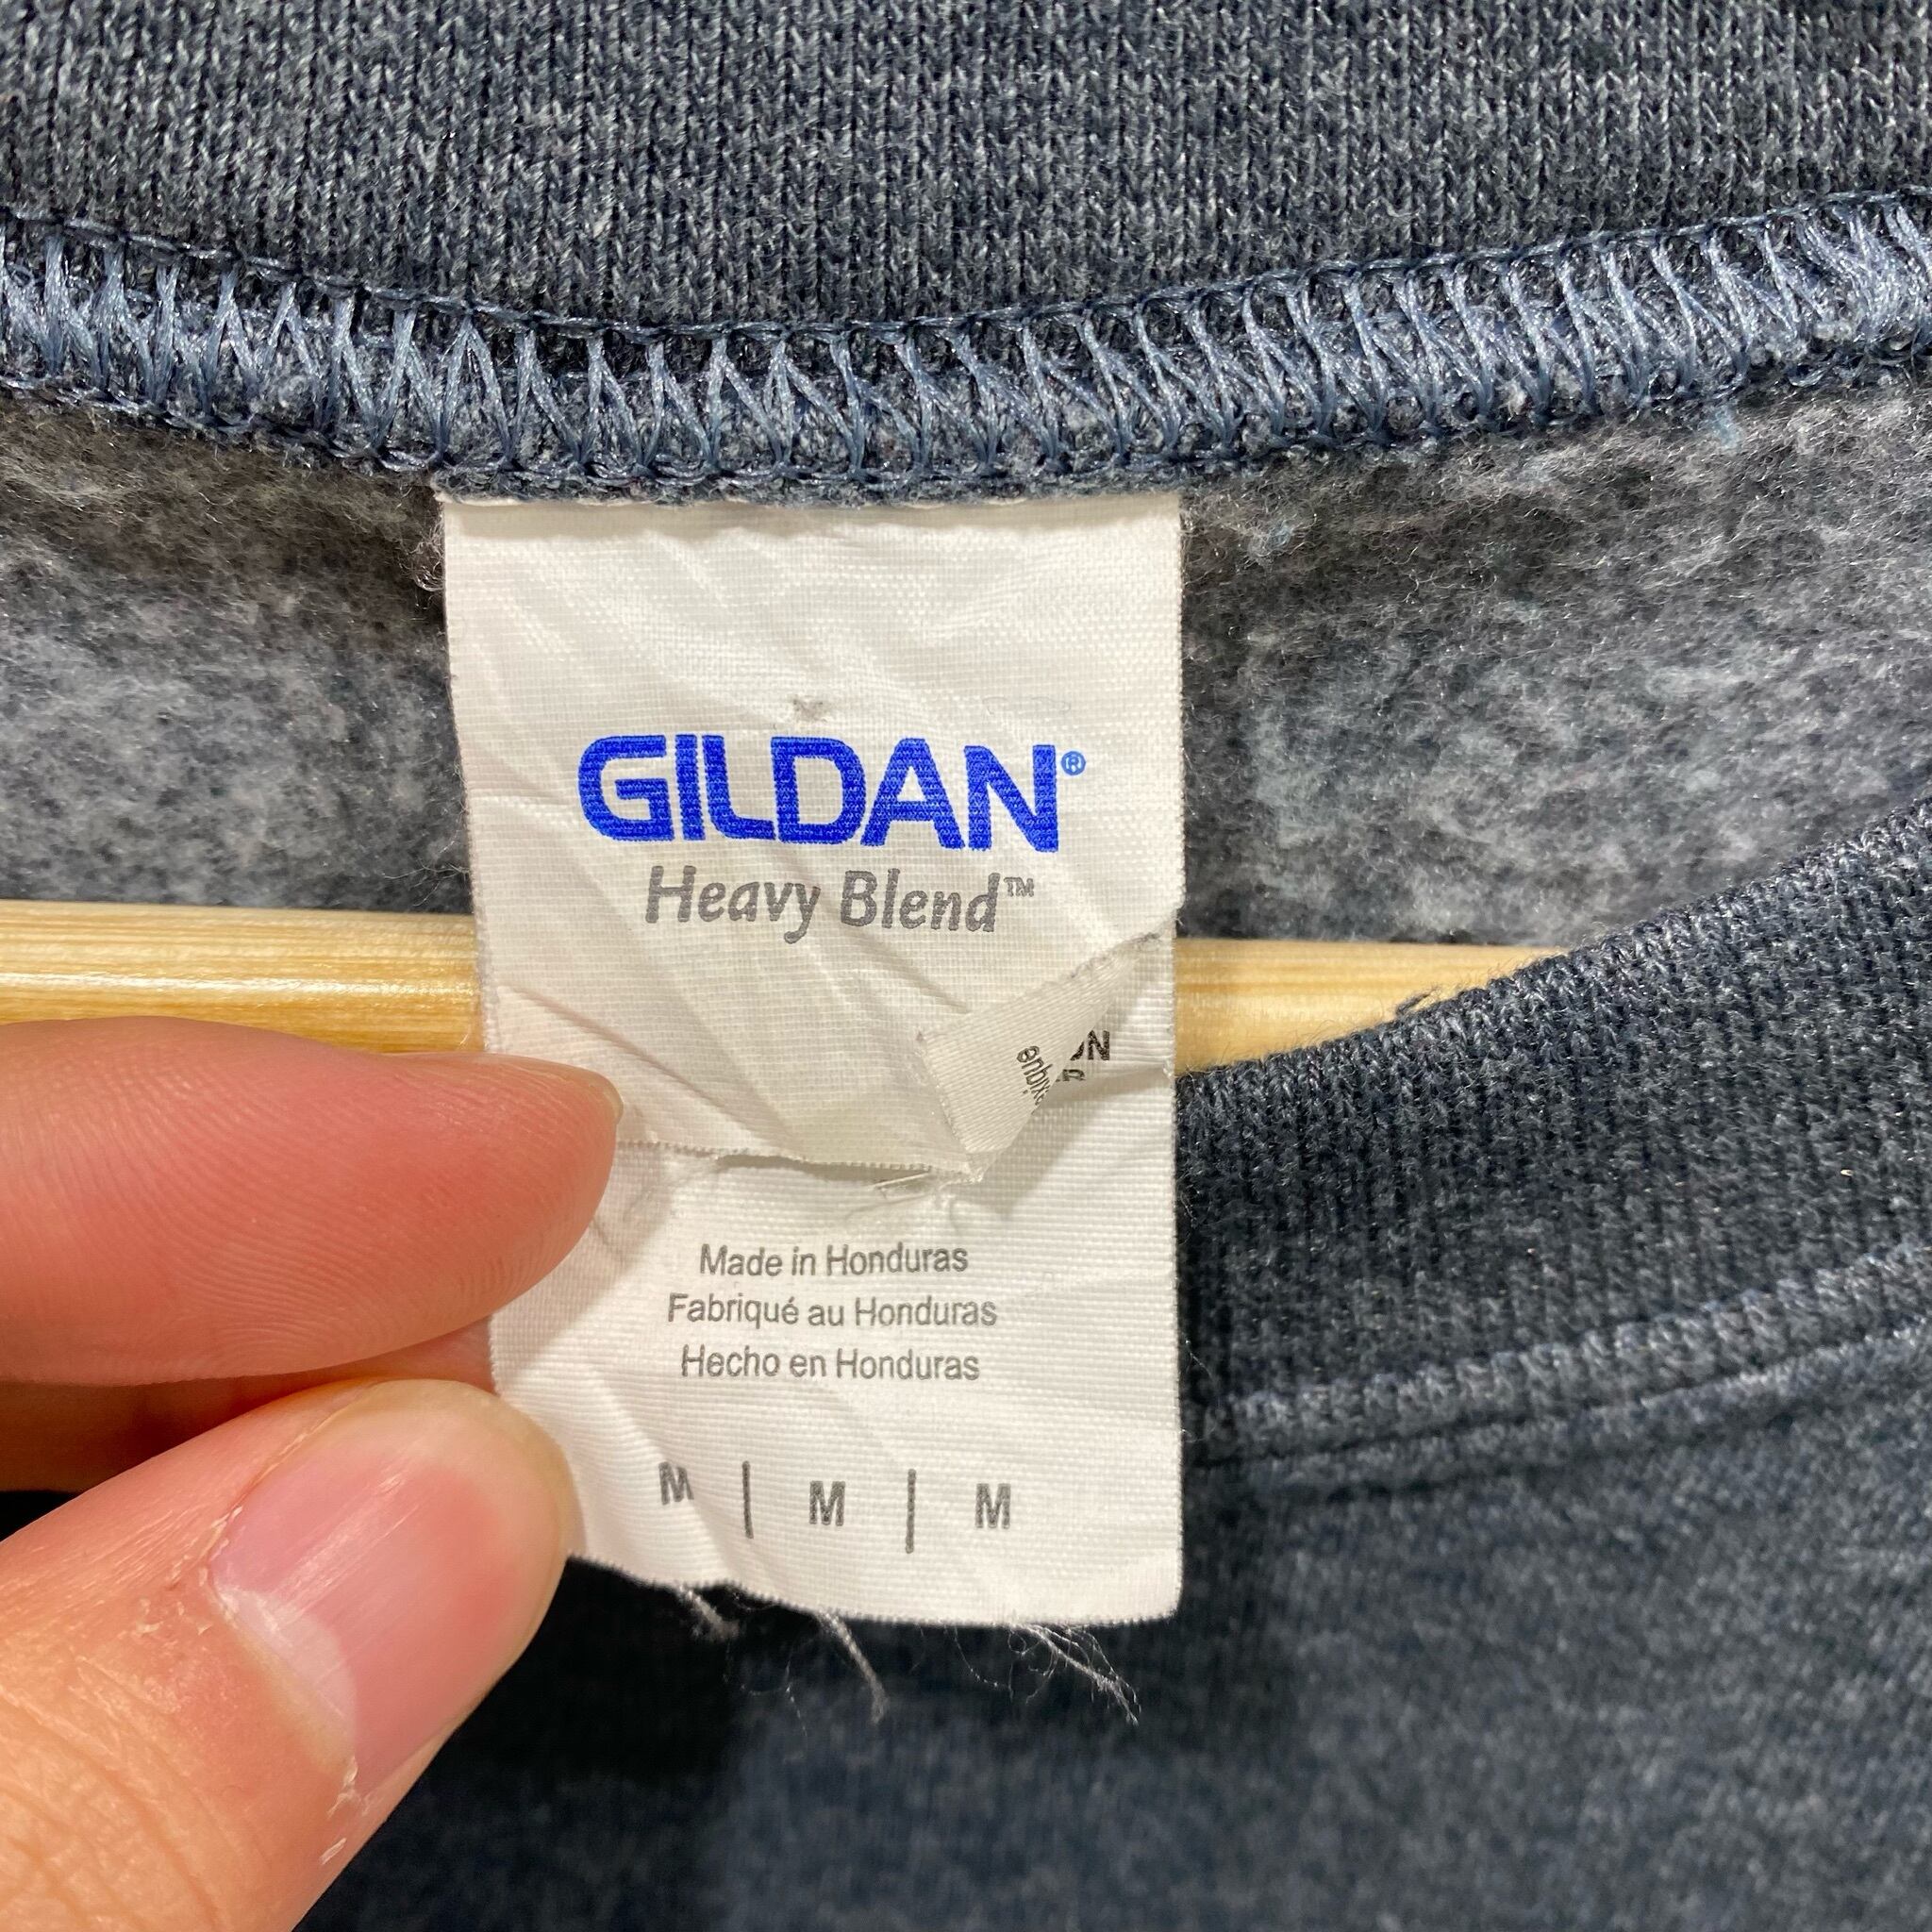 GILDAN®
Heavy Blend™
Made in Honduras
Fabriqué au Honduras
Hecho en Honduras
M | M | M